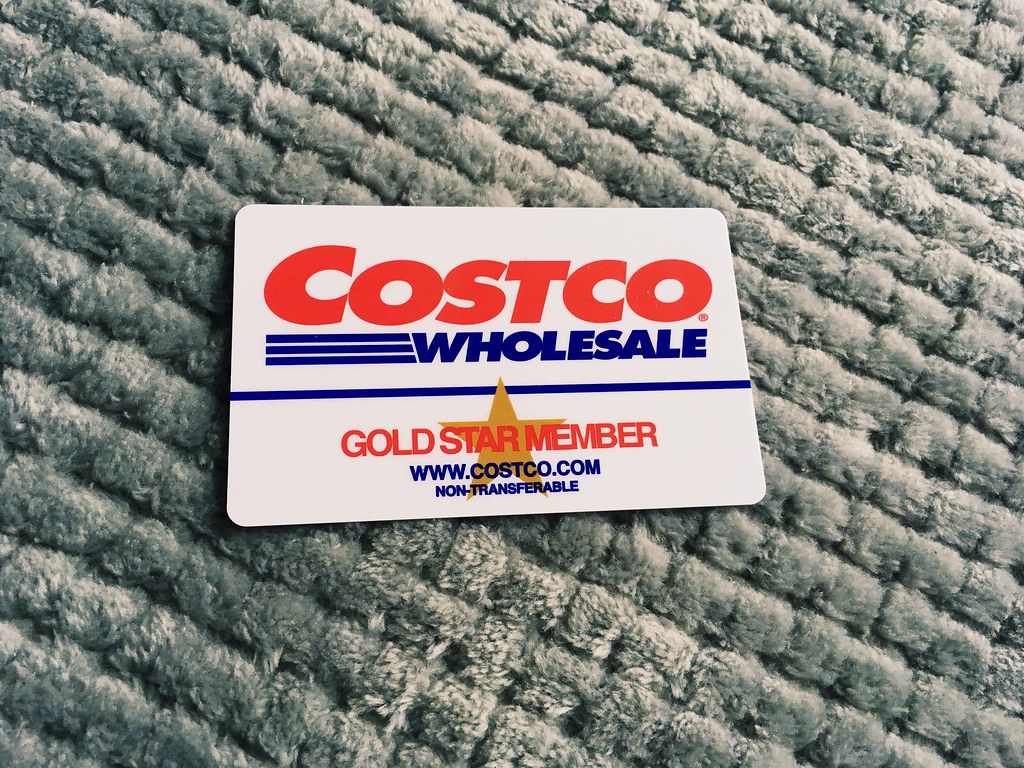 COSTCO®
WHOLESALE
GOLD STAR MEMBER
WWW.COSTCO.COM
NON-TRANSFERABLE